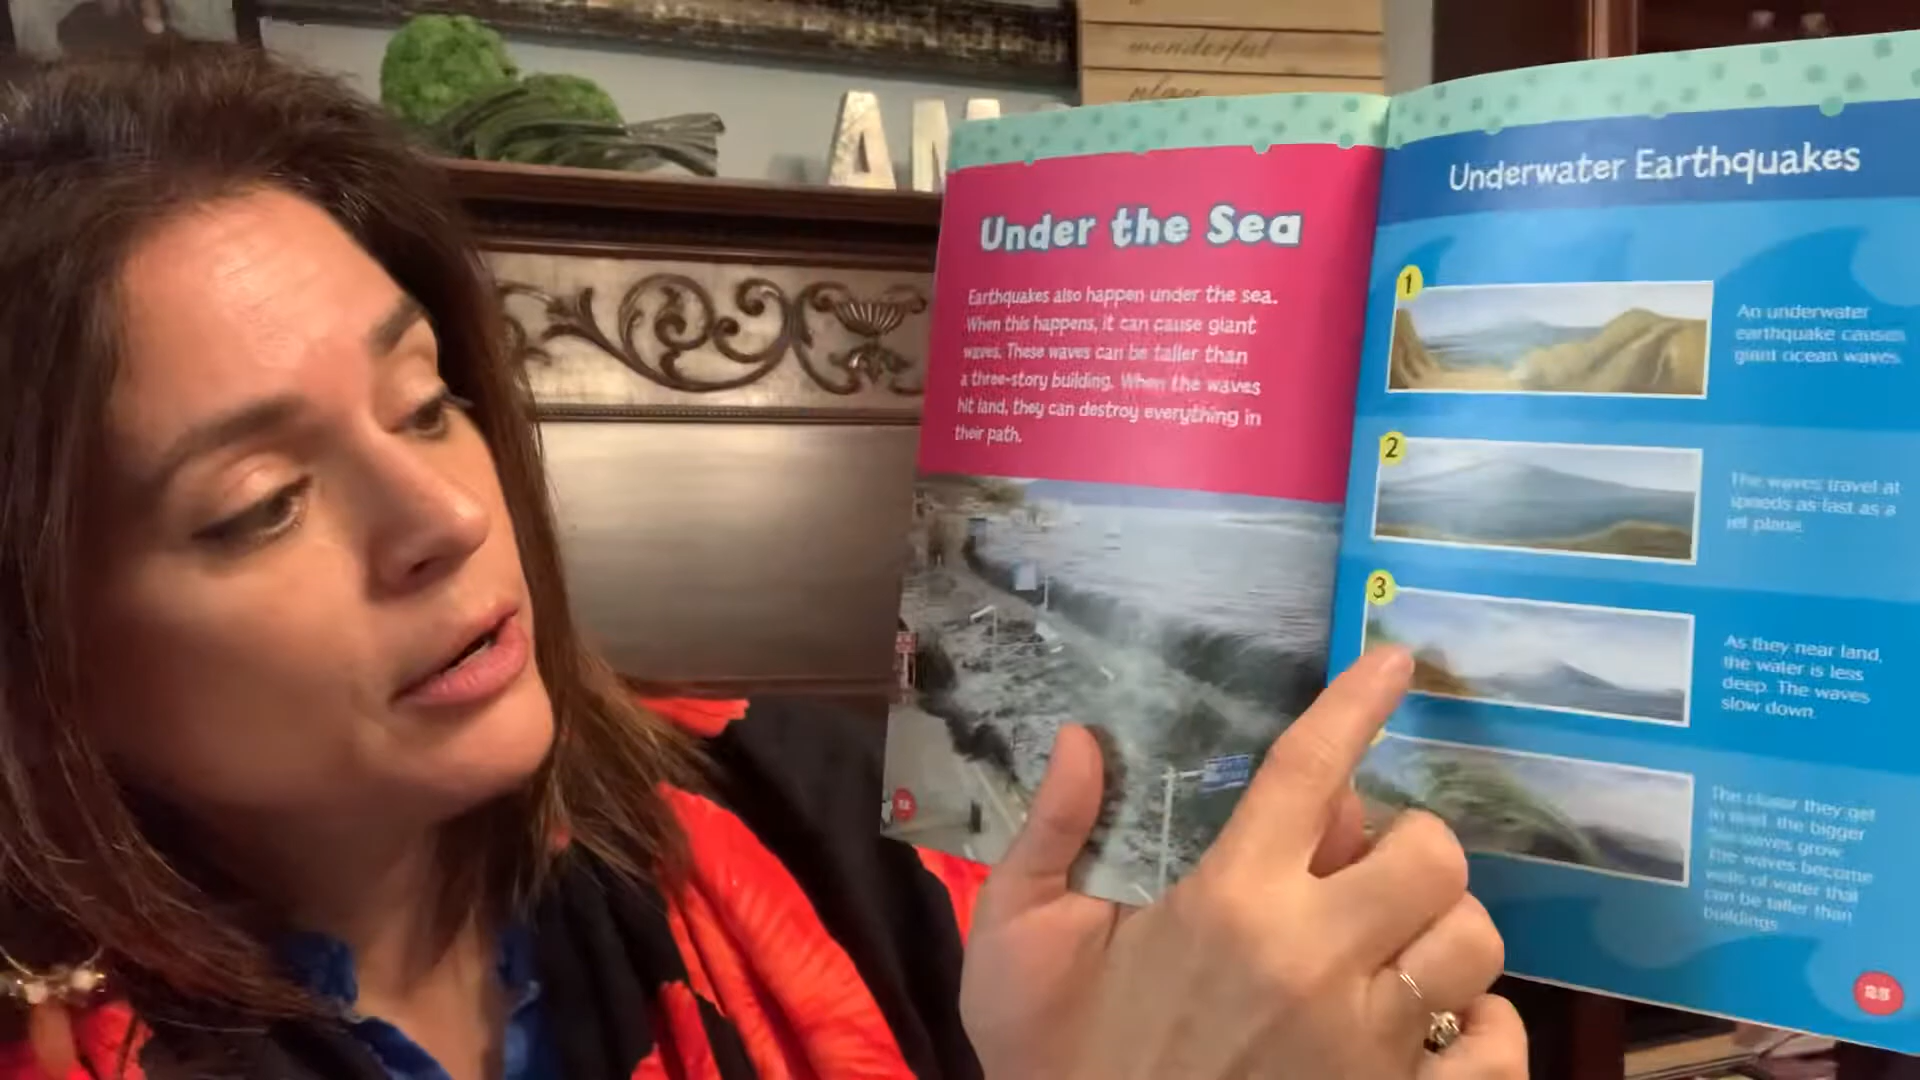 wonderful
place
AM
Under the Sea
Earthquakes also happen under the sea.
When this happens, it can cause giant
waves. These waves can be taller than
a three-story building. When the waves
hit land, they can destroy everything in
their path.
Underwater Earthquakes
1
An underwater
earthquake causes
giant ocean waves.
2
The waves travel at
speeds as fast as a
jet plane.
3
As they near land,
the water is less
deep. The waves
slow down.
The closer they get
to land, the bigger
the waves grow.
The waves become
walls of water that
can be taller than
buildings.